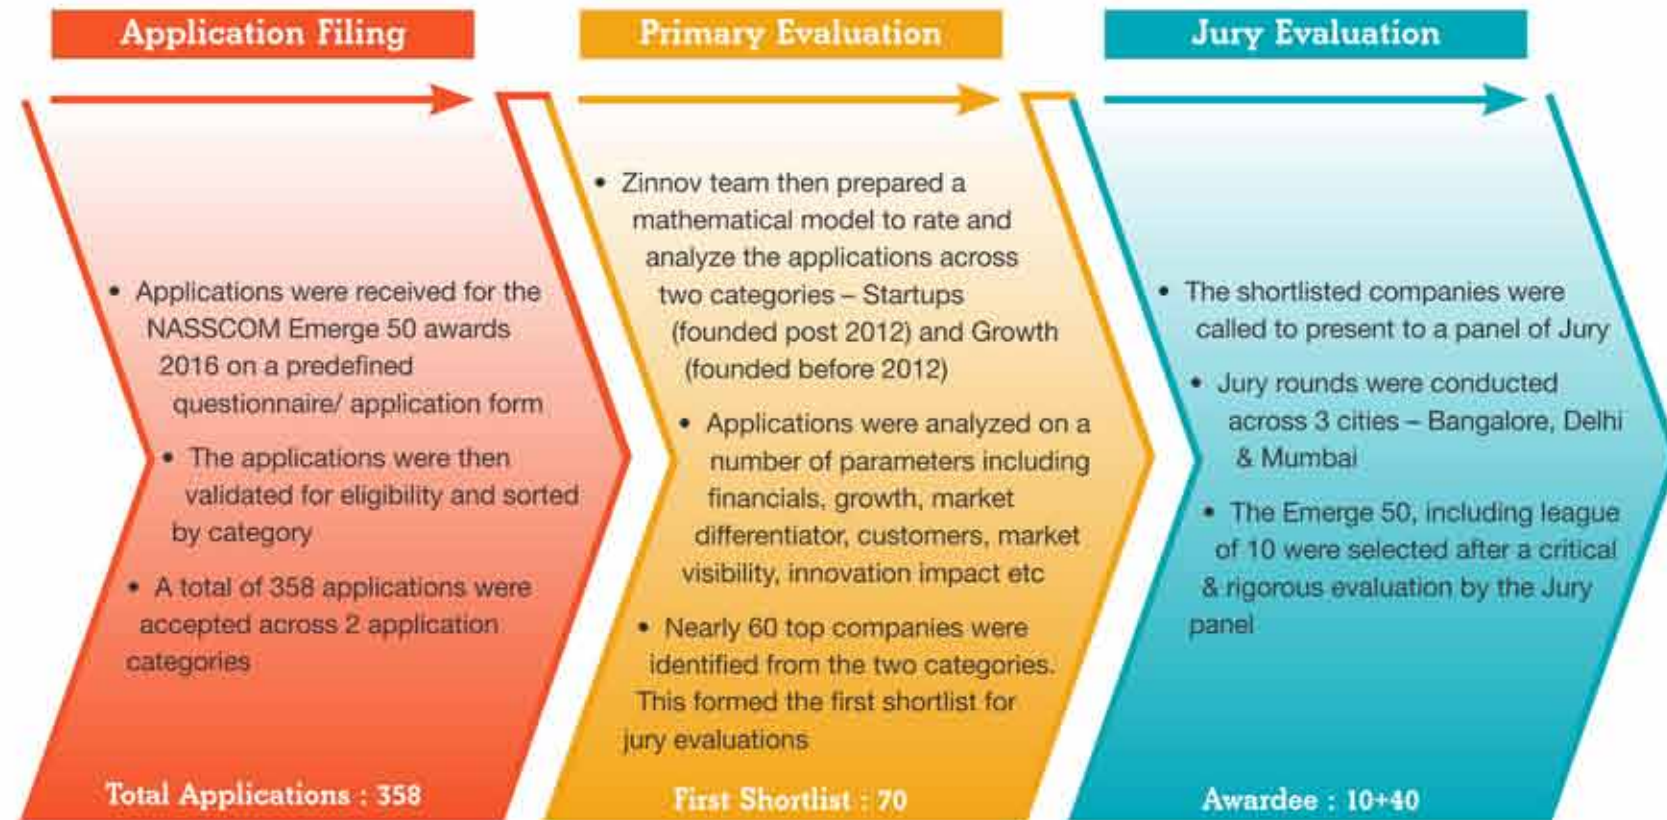 Application Filing
• Applications were received for the
NASSCOM Emerge 50 awards
2016 on a predefined
questionnaire/ application form
• The applications were then
validated for eligibility and sorted
by category
• A total of 358 applications were
accepted across 2 application
categories
Total Applications : 358
Primary Evaluation
• Zinnov team then prepared a
mathematical model to rate and
analyze the applications across
two categories – Startups
(founded post 2012) and Growth
(founded before 2012)
• Applications were analyzed on a
number of parameters including
financials, growth, market
differentiator, customers, market
visibility, innovation impact etc
• Nearly 60 top companies were
identified from the two categories.
This formed the first shortlist for
jury evaluations
First Shortlist : 70
Jury Evaluation
• The shortlisted companies were
called to present to a panel of Jury
• Jury rounds were conducted
across 3 cities – Bangalore, Delhi
& Mumbai
• The Emerge 50, including league
of 10 were selected after a critical
& rigorous evaluation by the Jury
panel
Awardee : 10+40